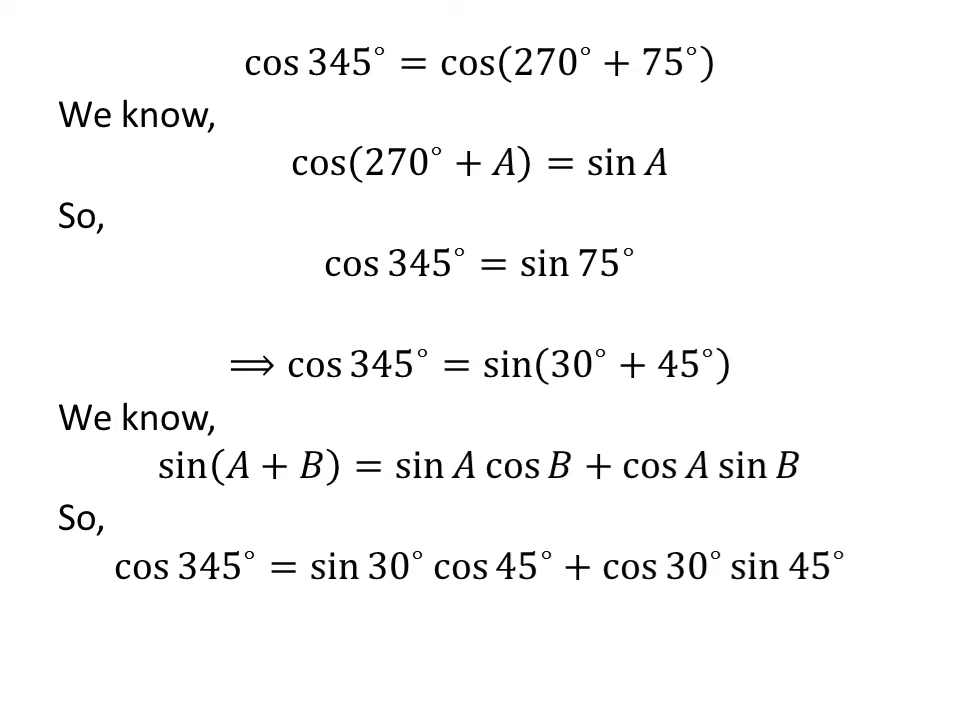 cos 345° = cos(270° + 75°)
We know,
cos(270° + A) = sin A
So,
cos 345° = sin 75°
⟹ cos 345° = sin(30° + 45°)
We know,
sin(A + B) = sin A cos B + cos A sin B
So,
cos 345° = sin 30° cos 45° + cos 30° sin 45°